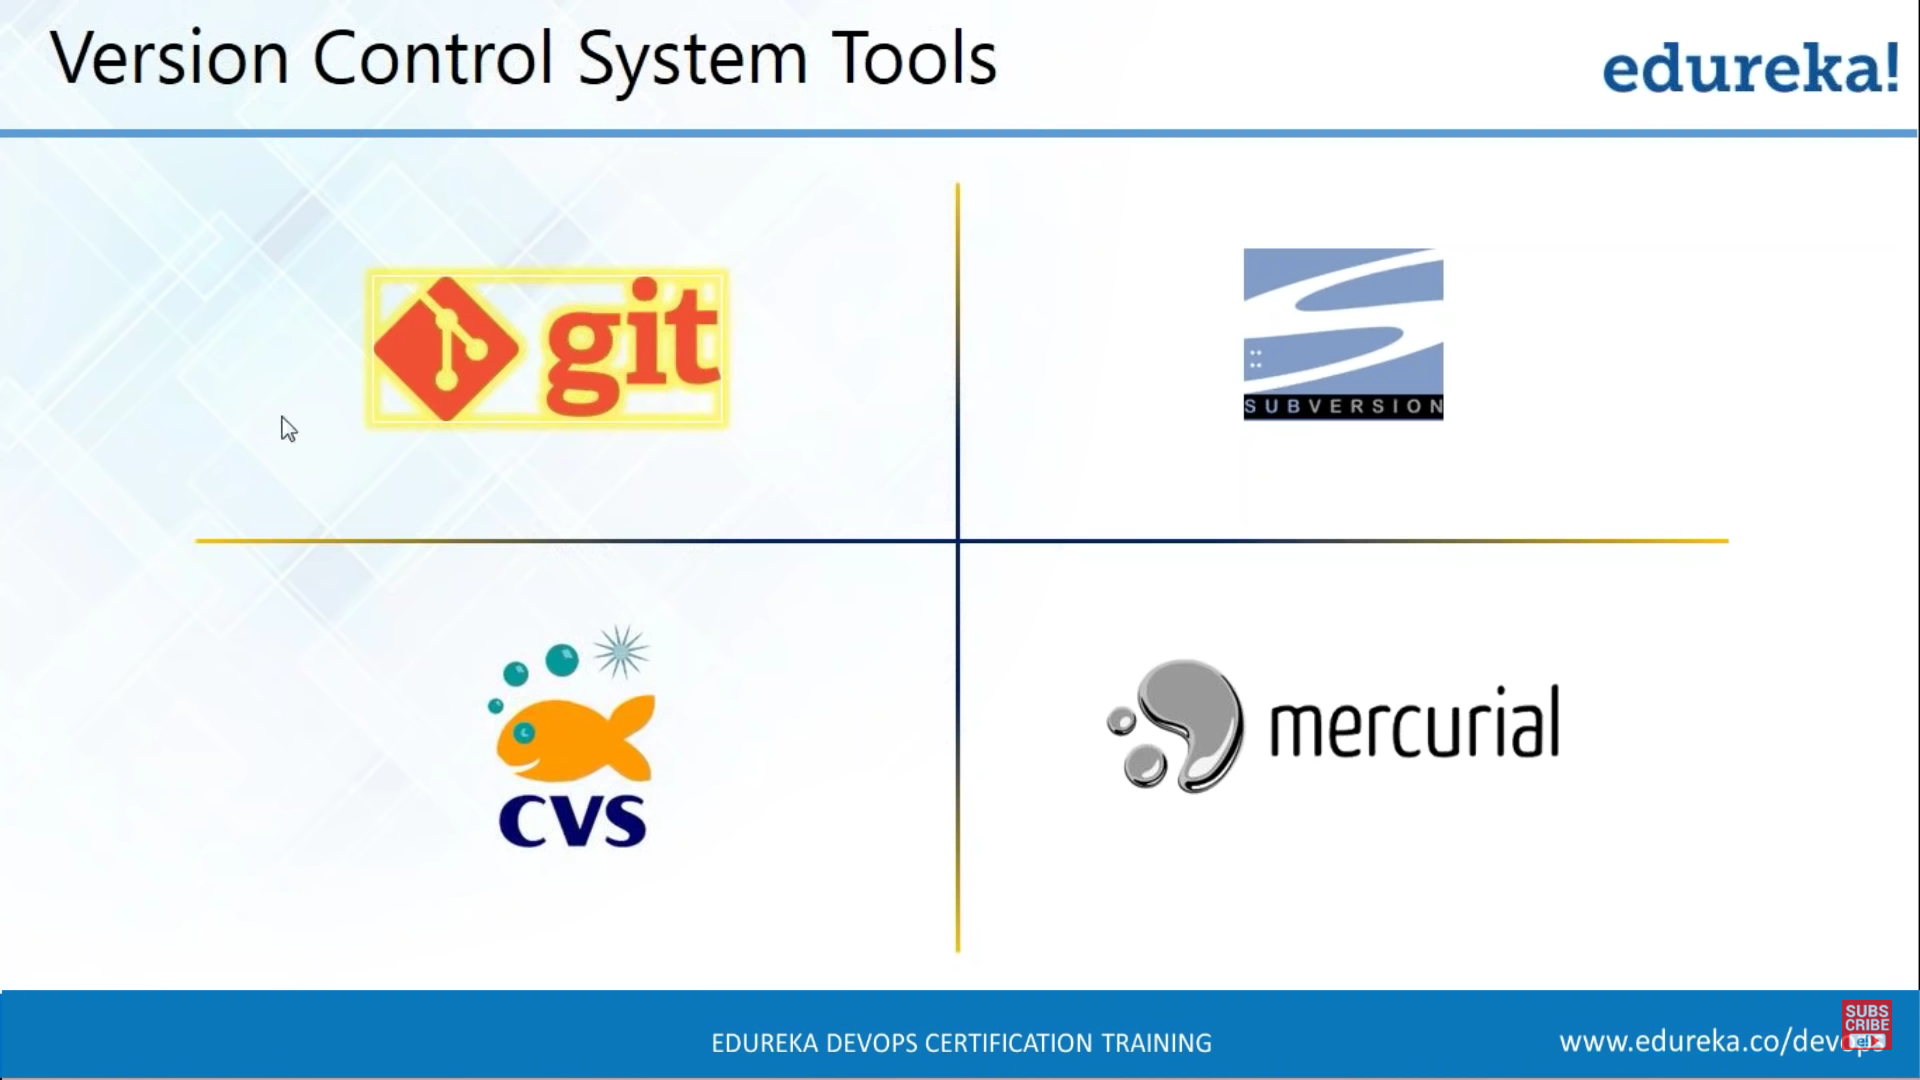 Version Control System Tools
edureka!
git
SUBVERSION
CVS
mercurial
EDUREKA DEVOPS CERTIFICATION TRAINING
www.edureka.co/devops
SUBS
CRIBE
e!